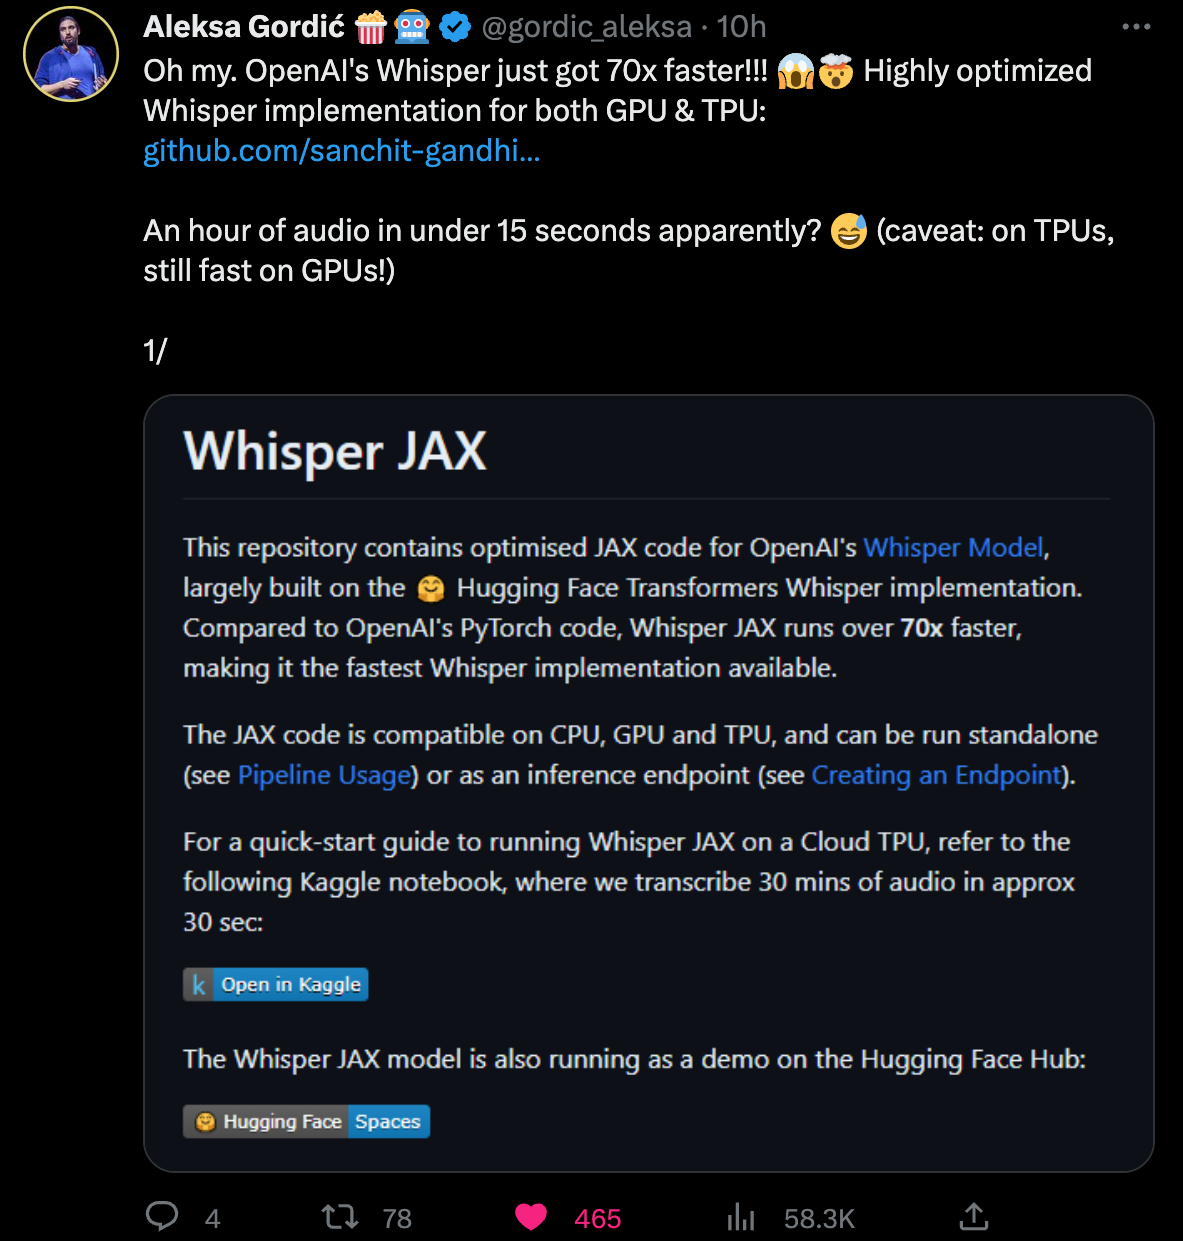 Aleksa Gordić 🍿🤖 @gordic_aleksa · 10h
Oh my. OpenAI's Whisper just got 70x faster!!! 😱🤯 Highly optimized
Whisper implementation for both GPU & TPU:
github.com/sanchit-gandhi...
An hour of audio in under 15 seconds apparently? 😅 (caveat: on TPUs,
still fast on GPUs!)
1/
Whisper JAX
This repository contains optimised JAX code for OpenAI's Whisper Model,
largely built on the 🤗 Hugging Face Transformers Whisper implementation.
Compared to OpenAI's PyTorch code, Whisper JAX runs over 70x faster,
making it the fastest Whisper implementation available.
The JAX code is compatible on CPU, GPU and TPU, and can be run standalone
(see Pipeline Usage) or as an inference endpoint (see Creating an Endpoint).
For a quick-start guide to running Whisper JAX on a Cloud TPU, refer to the
following Kaggle notebook, where we transcribe 30 mins of audio in approx
30 sec:
k Open in Kaggle
The Whisper JAX model is also running as a demo on the Hugging Face Hub:
🤗 Hugging Face Spaces
4 78 465 58.3K